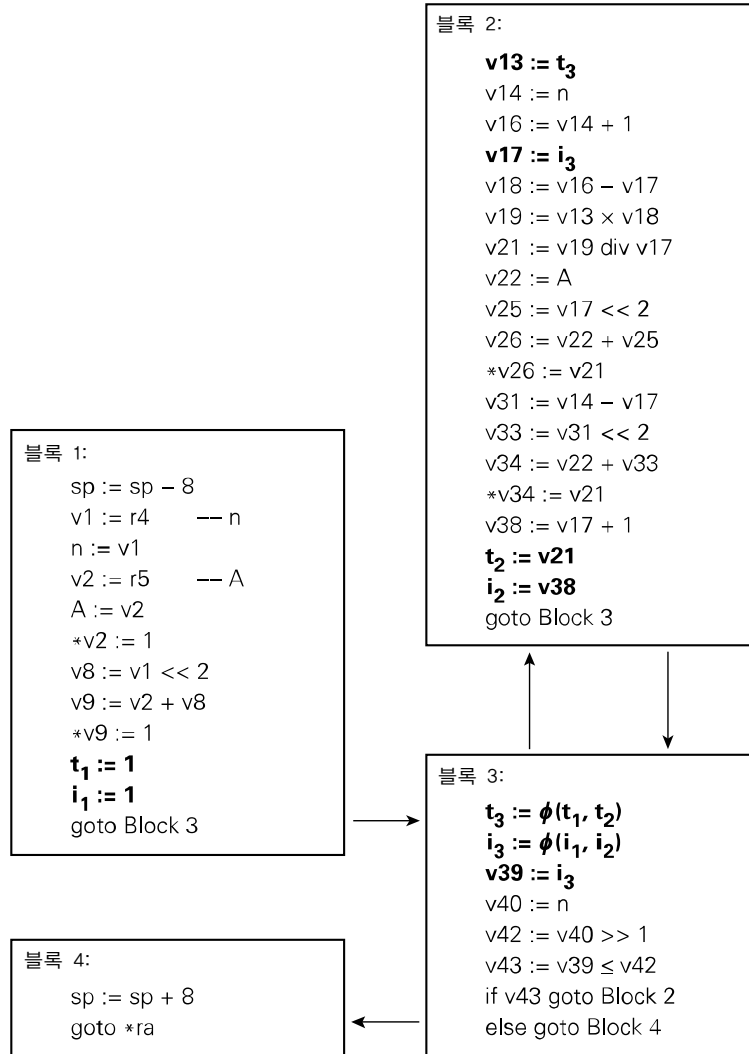 블록 1:
sp := sp – 8
v1 := r4 –– n
n := v1
v2 := r5 –– A
A := v2
*v2 := 1
v8 := v1 << 2
v9 := v2 + v8
*v9 := 1
t₁ := 1
i₁ := 1
goto Block 3
블록 2:
v13 := t₃
v14 := n
v16 := v14 + 1
v17 := i₃
v18 := v16 – v17
v19 := v13 × v18
v21 := v19 div v17
v22 := A
v25 := v17 << 2
v26 := v22 + v25
*v26 := v21
v31 := v14 – v17
v33 := v31 << 2
v34 := v22 + v33
*v34 := v21
v38 := v17 + 1
t₂ := v21
i₂ := v38
goto Block 3
블록 3:
t₃ := ϕ(t₁, t₂)
i₃ := ϕ(i₁, i₂)
v39 := i₃
v40 := n
v42 := v40 >> 1
v43 := v39 ≤ v42
if v43 goto Block 2
else goto Block 4
블록 4:
sp := sp + 8
goto *ra